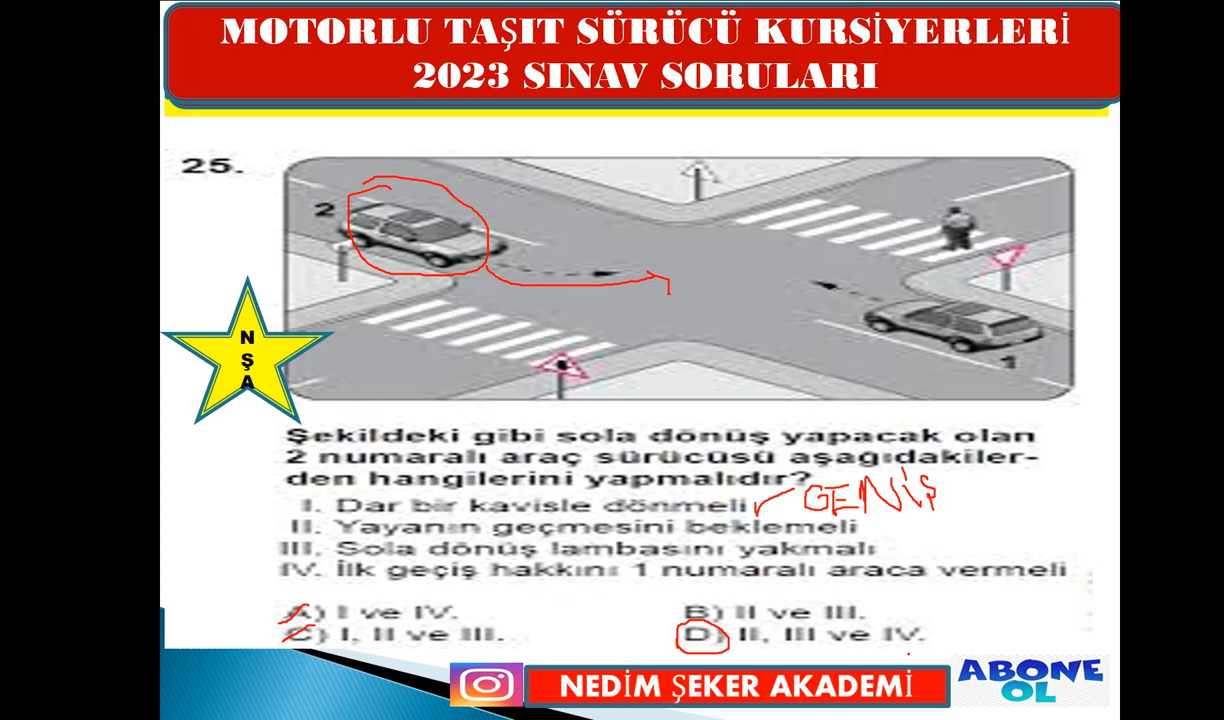 MOTORLU TAŞIT SÜRÜCÜ KURSİYERLERİ
2023 SINAV SORULARI
25.
2
1
N
Ş
A
Şekildeki gibi sola dönüş yapacak olan
2 numaralı araç sürücüsü aşağıdakiler-
den hangilerini yapmalıdır?
I. Dar bir kavisle dönmeli GENİŞ
II. Yayanın geçmesini beklemeli
III. Sola dönüş lambasını yakmalı
IV. İlk geçiş hakkını 1 numaralı araca vermeli
A) I ve IV. B) II ve III.
C) I, II ve III. D) II, III ve IV.
NEDİM ŞEKER AKADEMİ
ABONE
OL